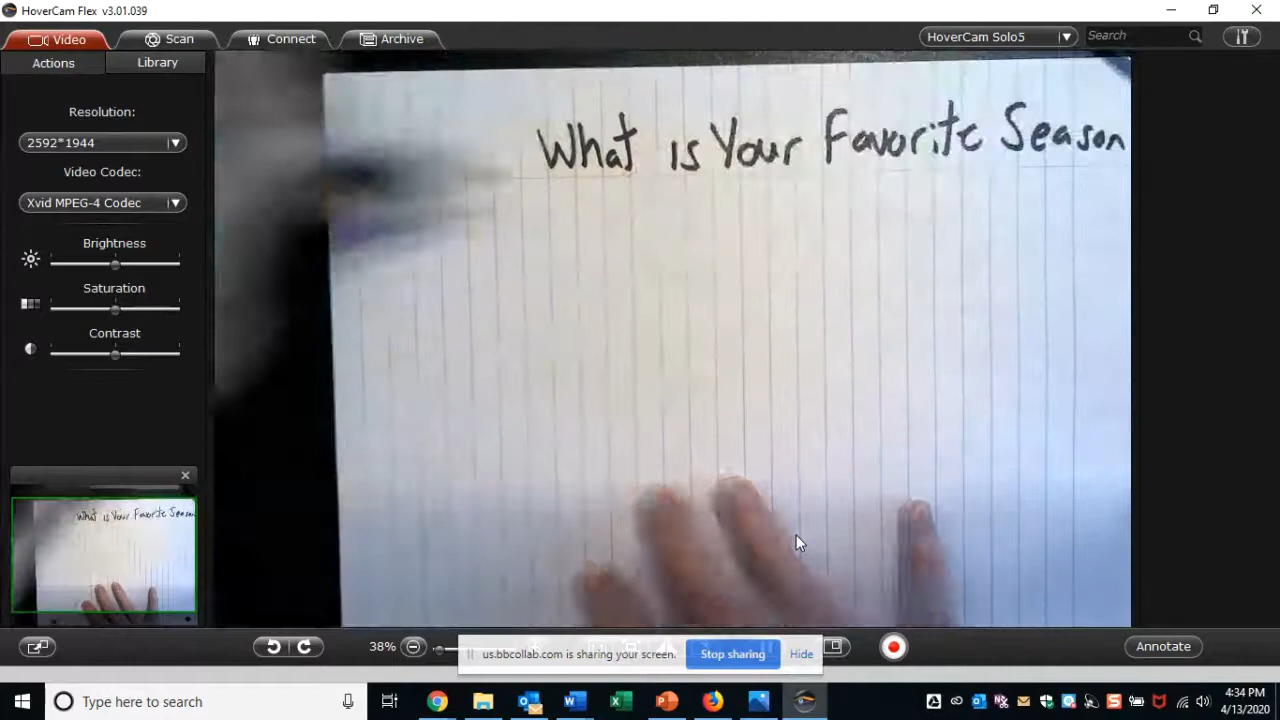 HoverCam Flex v3.01.039
Video
Scan
Connect
Archive
HoverCam Solo5
Search
Actions
Library
Resolution:
2592*1944
Video Codec:
Xvid MPEG-4 Codec
Brightness
Saturation
Contrast
What is Your Favorite Season
What is Your Favorite Season
38%
us.bbcollab.com is sharing your screen.
Stop sharing
Hide
Annotate
Type here to search
4:34 PM
4/13/2020